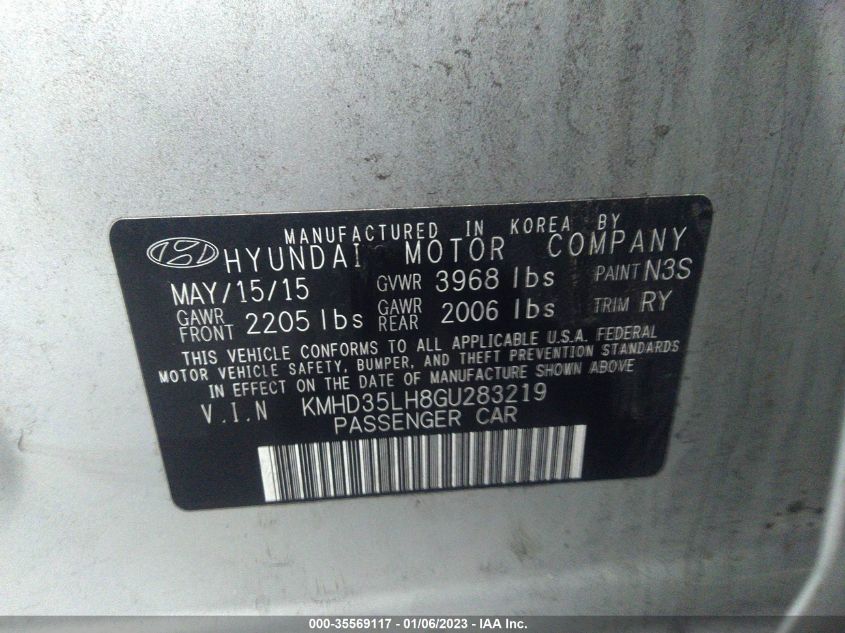 MANUFACTURED IN KOREA BY
HYUNDAI MOTOR COMPANY
MAY/15/15 GVWR 3968 lbs PAINT N3S
GAWR FRONT 2205 lbs GAWR REAR 2006 lbs TRIM RY
THIS VEHICLE CONFORMS TO ALL APPLICABLE U.S.A. FEDERAL
MOTOR VEHICLE SAFETY, BUMPER, AND THEFT PREVENTION STANDARDS
IN EFFECT ON THE DATE OF MANUFACTURE SHOWN ABOVE
V.I.N KMHD35LH8GU283219
PASSENGER CAR
000-35569117 - 01/06/2023 - IAA Inc.